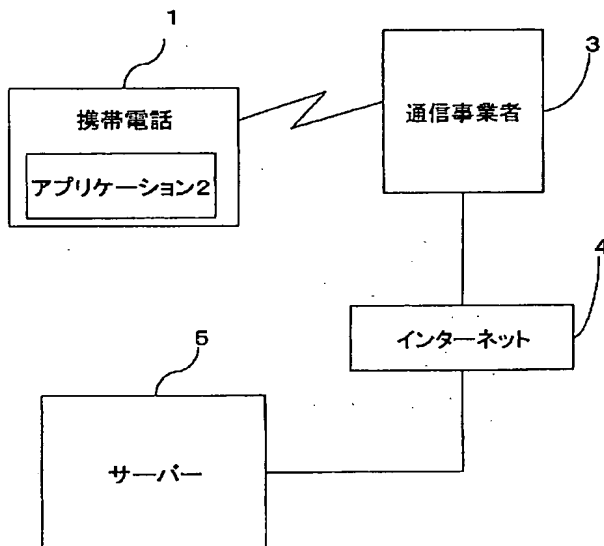 1
携帯電話
アプリケーション2
通信事業者
3
4
インターネット
5
サーバー